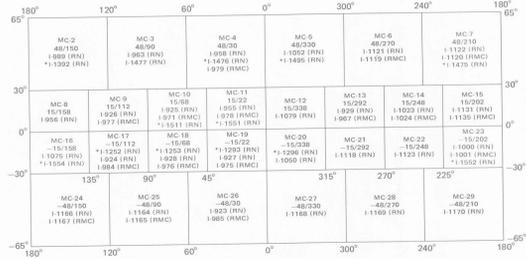 180° 120° 60° 0° 300° 240° 180°
65° 65°
MC-2
48/150
I-989 (RN)
*I-1392 (RN)
MC-3
48/90
I-963 (RN)
I-1477 (RN)
MC-4
48/30
I-958 (RN)
*I-1476 (RN)
I-979 (RMC)
MC-5
48/330
I-1052 (RN)
*I-1495 (RN)
MC-6
48/270
I-1121 (RN)
I-1119 (RMC)
MC-7
48/210
I-1122 (RN)
I-1120 (RMC)
*I-1475 (RN)
30° 30°
MC-8
15/158
I-956 (RN)
MC-9
15/112
I-926 (RN)
I-977 (RMC)
MC-10
15/68
I-925 (RN)
I-971 (RMC)
*I-1511 (RN)
MC-11
15/22
I-955 (RN)
I-978 (RMC)
*I-1551 (RN)
MC-12
15/338
I-1079 (RN)
MC-13
15/292
I-929 (RN)
I-967 (RMC)
MC-14
15/248
I-1023 (RN)
I-1024 (RMC)
MC-15
15/202
I-1131 (RN)
I-1135 (RMC)
0° 0°
MC-16
-15/158
I-1075 (RN)
*I-1554 (RN)
MC-17
-15/112
*I-1252 (RN)
I-924 (RN)
I-984 (RMC)
MC-18
-15/68
*I-1253 (RN)
I-928 (RN)
I-976 (RMC)
MC-19
-15/22
*I-1293 (RN)
I-927 (RN)
I-975 (RMC)
MC-20
-15/338
*I-1296 (RN)
I-1050 (RN)
MC-21
-15/292
I-1118 (RN)
MC-22
-15/248
I-1123 (RN)
MC-23
-15/202
I-1000 (RN)
I-1001 (RMC)
*I-1552 (RN)
-30° -30°
135° 90° 45° 315° 270° 225°
MC-24
-48/150
I-1166 (RN)
I-1167 (RMC)
MC-25
-48/90
I-1164 (RN)
I-1165 (RMC)
MC-26
-48/30
I-923 (RN)
I-985 (RMC)
MC-27
-48/330
I-1168 (RN)
MC-28
-48/270
I-1169 (RN)
MC-29
-48/210
I-1170 (RN)
-65° -65°
180° 120° 60° 0° 300° 240° 180°